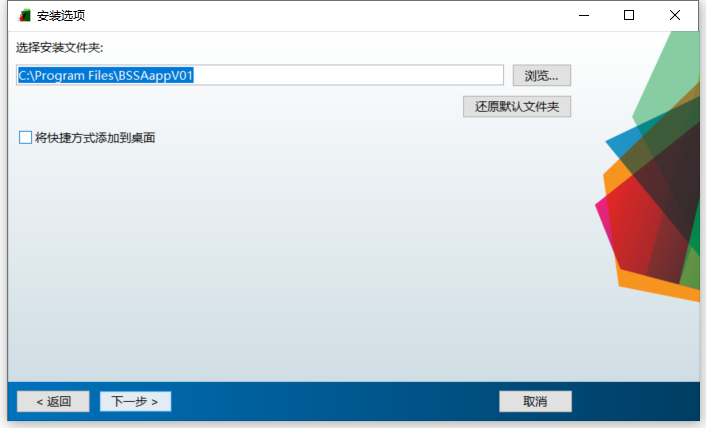 安装选项
选择安装文件夹:
C:\Program Files\BSSAappV01
浏览...
还原默认文件夹
将快捷方式添加到桌面
< 返回
下一步 >
取消